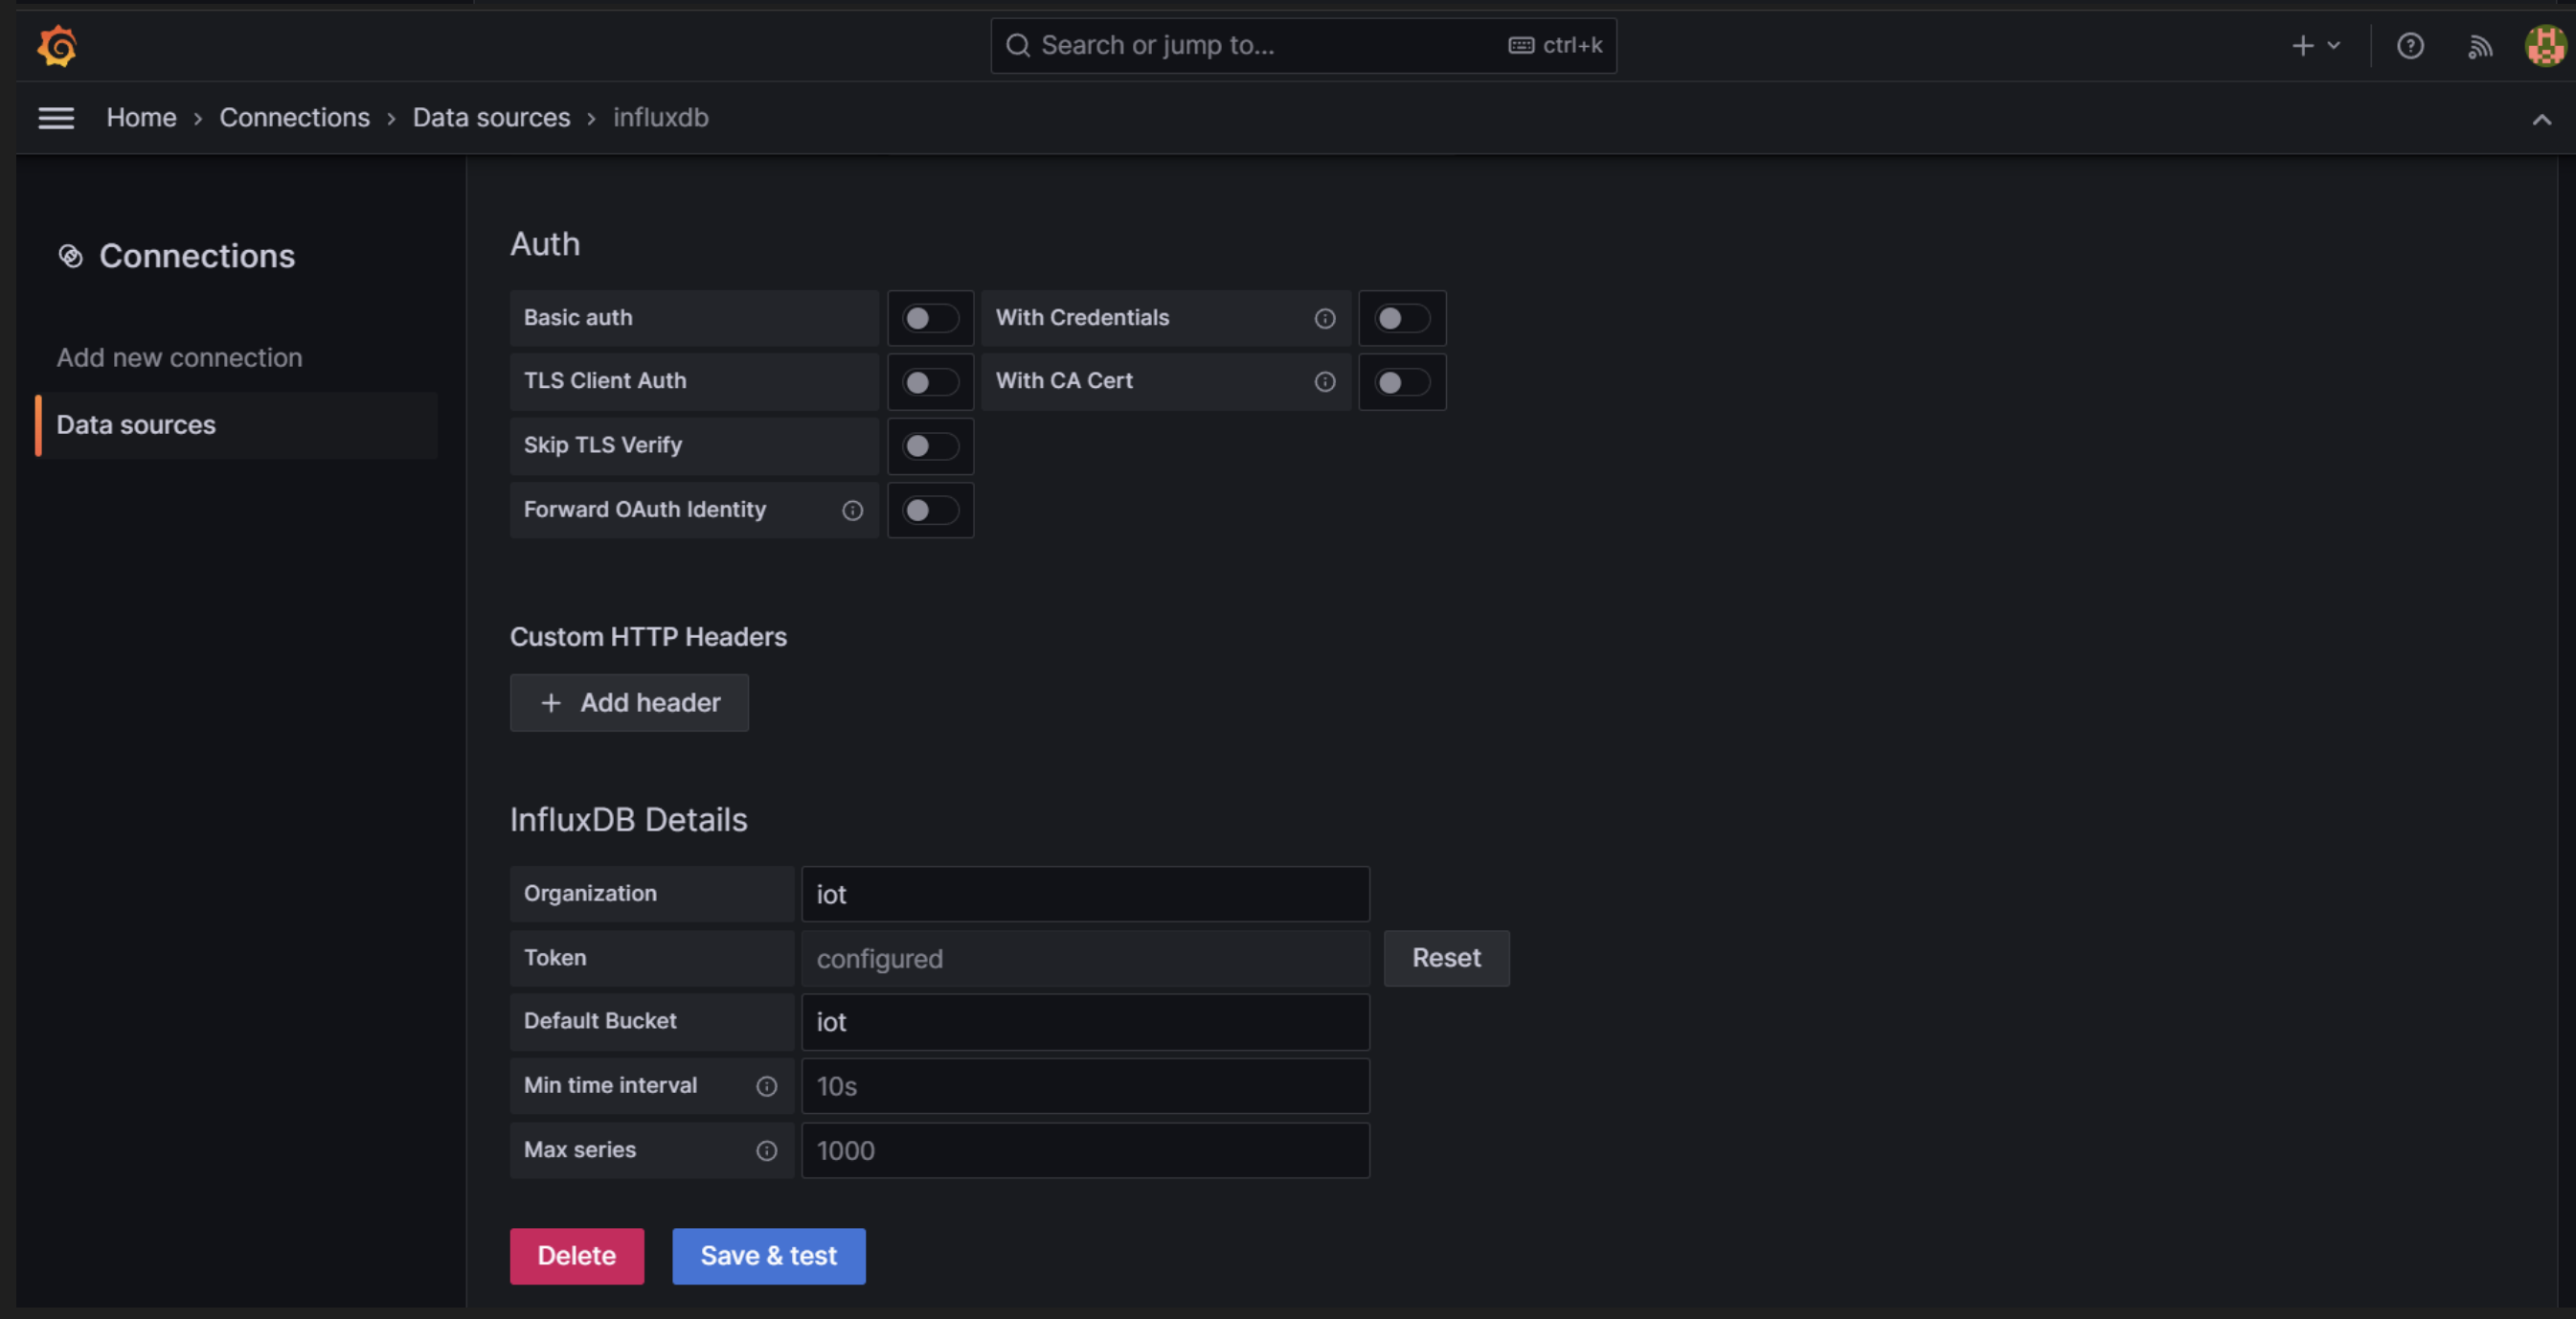 Search or jump to... ctrl+k
Home › Connections › Data sources › influxdb
Connections
Add new connection
Data sources
Auth
Basic auth With Credentials
TLS Client Auth With CA Cert
Skip TLS Verify
Forward OAuth Identity
Custom HTTP Headers
+ Add header
InfluxDB Details
Organization iot
Token configured Reset
Default Bucket iot
Min time interval 10s
Max series 1000
Delete Save & test